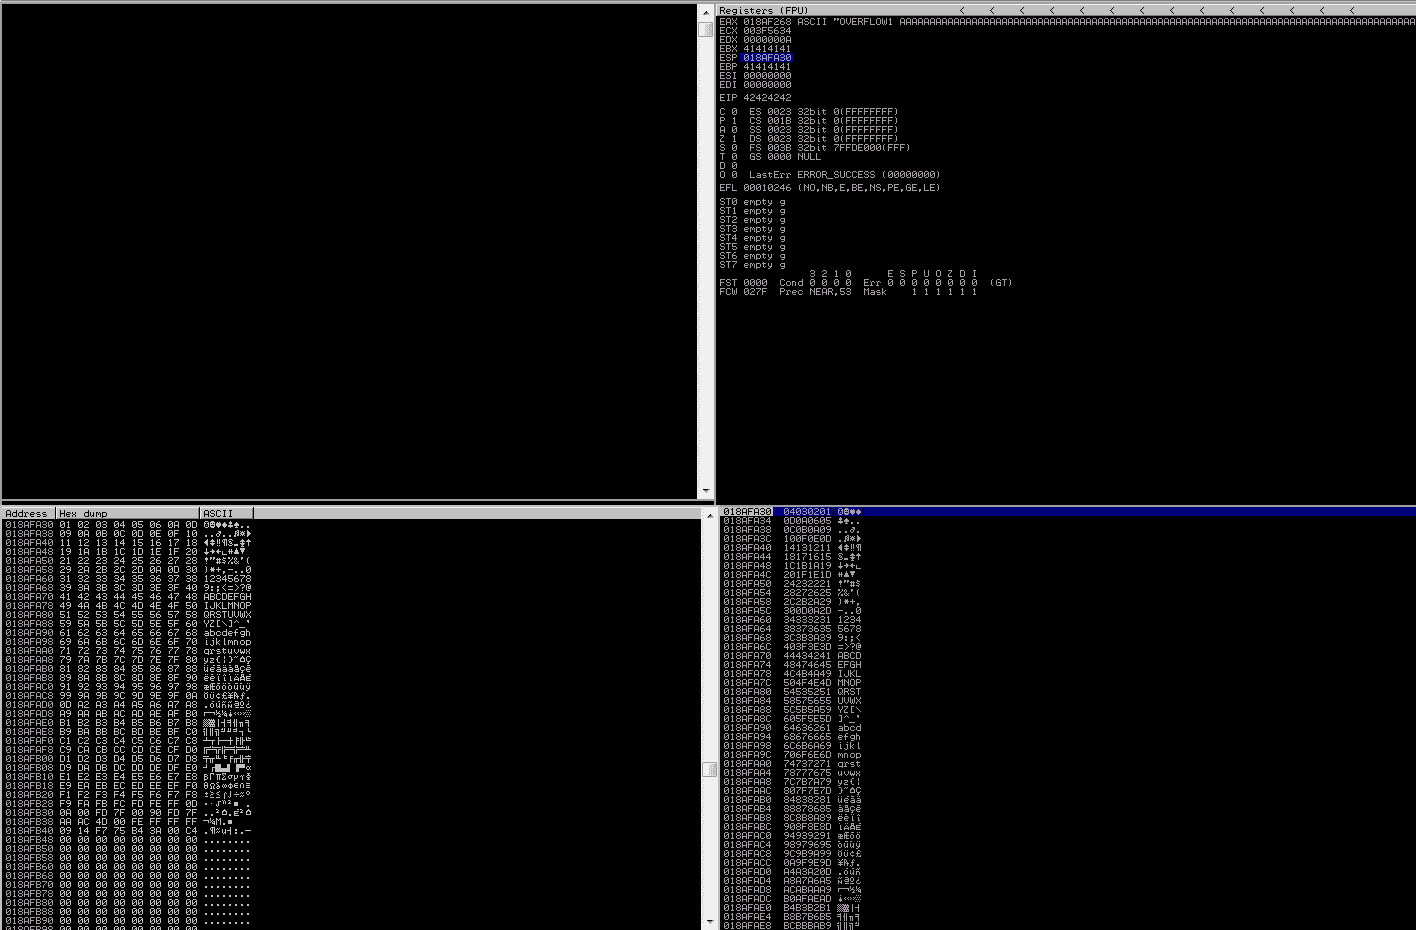 Registers (FPU) < < < < < < < < < < < < < <
EAX 018AF268 ASCII "OVERFLOW1 AAAAAAAAAAAAAAAAAAAAAAAAAAAAAAAAAAAAAAAAAAAAAAAAAAAAAAAAAAAAAAAAAAAAAAAAAAAAAAAAAAAAAA
ECX 003F5634
EDX 0000000A
EBX 41414141
ESP 018AFA30
EBP 41414141
ESI 00000000
EDI 00000000
EIP 42424242
C 0 ES 0023 32bit 0(FFFFFFFF)
P 1 CS 001B 32bit 0(FFFFFFFF)
A 0 SS 0023 32bit 0(FFFFFFFF)
Z 1 DS 0023 32bit 0(FFFFFFFF)
S 0 FS 003B 32bit 7FFDE000(FFF)
T 0 GS 0000 NULL
D 0
O 0 LastErr ERROR_SUCCESS (00000000)
EFL 00010246 (NO,NB,E,BE,NS,PE,GE,LE)
ST0 empty g
ST1 empty g
ST2 empty g
ST3 empty g
ST4 empty g
ST5 empty g
ST6 empty g
ST7 empty g
3 2 1 0 E S P U O Z D I
FST 0000 Cond 0 0 0 0 Err 0 0 0 0 0 0 0 0 (GT)
FCW 027F Prec NEAR,53 Mask 1 1 1 1 1 1
Address Hex dump ASCII
018AFA30 01 02 03 04 05 06 0A 0D
018AFA38 09 0A 0B 0C 0D 0E 0F 10
018AFA40 11 12 13 14 15 16 17 18
018AFA48 19 1A 1B 1C 1D 1E 1F 20
018AFA50 21 22 23 24 25 26 27 28 !"#$%&'(
018AFA58 29 2A 2B 2C 2D 0A 0D 30 )*+,-..0
018AFA60 31 32 33 34 35 36 37 38 12345678
018AFA68 39 3A 3B 3C 3D 3E 3F 40 9:;<=>?@
018AFA70 41 42 43 44 45 46 47 48 ABCDEFGH
018AFA78 49 4A 4B 4C 4D 4E 4F 50 IJKLMNOP
018AFA80 51 52 53 54 55 56 57 58 QRSTUVWX
018AFA88 59 5A 5B 5C 5D 5E 5F 60 YZ[\]^_`
018AFA90 61 62 63 64 65 66 67 68 abcdefgh
018AFA98 69 6A 6B 6C 6D 6E 6F 70 ijklmnop
018AFAA0 71 72 73 74 75 76 77 78 qrstuvwx
018AFAA8 79 7A 7B 7C 7D 7E 7F 80 yz{|}~⌂Ç
018AFAB0 81 82 83 84 85 86 87 88 üéâäàåçê
018AFAB8 89 8A 8B 8C 8D 8E 8F 90 ëèïîìÄÅÉ
018AFAC0 91 92 93 94 95 96 97 98 æÆôöòûùÿ
018AFAC8 99 9A 9B 9C 9D 9E 9F 0A ÖÜ¢£¥₧ƒ.
018AFAD0 0D A2 A3 A4 A5 A6 A7 A8 .óúñÑªº¿
018AFAD8 A9 AA AB AC AD AE AF B0 ⌐¬½¼¡«»░
018AFAE0 B1 B2 B3 B4 B5 B6 B7 B8 ▒▓│┤╡╢╖╕
018AFAE8 B9 BA BB BC BD BE BF C0 ╣║╗╝╜╛┐└
018AFAF0 C1 C2 C3 C4 C5 C6 C7 C8 ┴┬├─┼╞╟╚
018AFAF8 C9 CA CB CC CD CE CF D0 ╔╩╦╠═╬╧╨
018AFB00 D1 D2 D3 D4 D5 D6 D7 D8 ╤╥╙╘╒╓╫╪
018AFB08 D9 DA DB DC DD DE DF E0 ┘┌█▄▌▐▀α
018AFB10 E1 E2 E3 E4 E5 E6 E7 E8 ßΓπΣσµτΦ
018AFB18 E9 EA EB EC ED EE EF F0 ΘΩδ∞φε∩≡
018AFB20 F1 F2 F3 F4 F5 F6 F7 F8 ±≥≤⌠⌡÷≈°
018AFB28 F9 FA FB FC FD FE FF 0D
018AFB30 0A 00 FD 7F 00 90 FD 7F ..²⌂.É²⌂
018AFB38 AA AC 4D 00 FE FF FF FF
018AFB40 09 14 F7 75 B4 3A 00 C4 .¶≈u┤:.─
018AFB48 00 00 00 00 00 00 00 00 ........
018AFB50 00 00 00 00 00 00 00 00 ........
018AFB58 00 00 00 00 00 00 00 00 ........
018AFB60 00 00 00 00 00 00 00 00 ........
018AFB68 00 00 00 00 00 00 00 00 ........
018AFB70 00 00 00 00 00 00 00 00 ........
018AFB78 00 00 00 00 00 00 00 00 ........
018AFB80 00 00 00 00 00 00 00 00 ........
018AFB88 00 00 00 00 00 00 00 00 ........
018AFB90 00 00 00 00 00 00 00 00 ........
018AFA30 04030201
018AFA34 0D0A0605
018AFA38 0C0B0A09
018AFA3C 100F0E0D
018AFA40 14131211
018AFA44 18171615
018AFA48 1C1B1A19
018AFA4C 201F1E1D
018AFA50 24232221 !"#$
018AFA54 28272625 %&'(
018AFA58 2C2B2A29 )*+,
018AFA5C 300D0A2D -..0
018AFA60 34333231 1234
018AFA64 38373635 5678
018AFA68 3C3B3A39 9:;<
018AFA6C 403F3E3D =>?@
018AFA70 44434241 ABCD
018AFA74 48474645 EFGH
018AFA78 4C4B4A49 IJKL
018AFA7C 504F4E4D MNOP
018AFA80 54535251 QRST
018AFA84 58575655 UVWX
018AFA88 5C5B5A59 YZ[\
018AFA8C 605F5E5D ]^_`
018AFA90 64636261 abcd
018AFA94 68676665 efgh
018AFA98 6C6B6A69 ijkl
018AFA9C 706F6E6D mnop
018AFAA0 74737271 qrst
018AFAA4 78777675 uvwx
018AFAA8 7C7B7A79 yz{|
018AFAAC 807F7E7D }~⌂Ç
018AFAB0 84838281 üéâä
018AFAB4 88878685 àåçê
018AFAB8 8C8B8A89 ëèïî
018AFABC 908F8E8D ìÄÅÉ
018AFAC0 94939291 æÆôö
018AFAC4 98979695 òûùÿ
018AFAC8 9C9B9A99 ÖÜ¢£
018AFACC 0A9F9E9D ¥₧ƒ.
018AFAD0 A4A3A20D .óúñ
018AFAD4 A8A7A6A5 Ñªº¿
018AFAD8 ACABAAA9 ⌐¬½¼
018AFADC B0AFAEAD ¡«»░
018AFAE0 B4B3B2B1 ▒▓│┤
018AFAE4 B8B7B6B5 ╡╢╖╕
018AFAE8 BCBBBAB9 ╣║╗╝